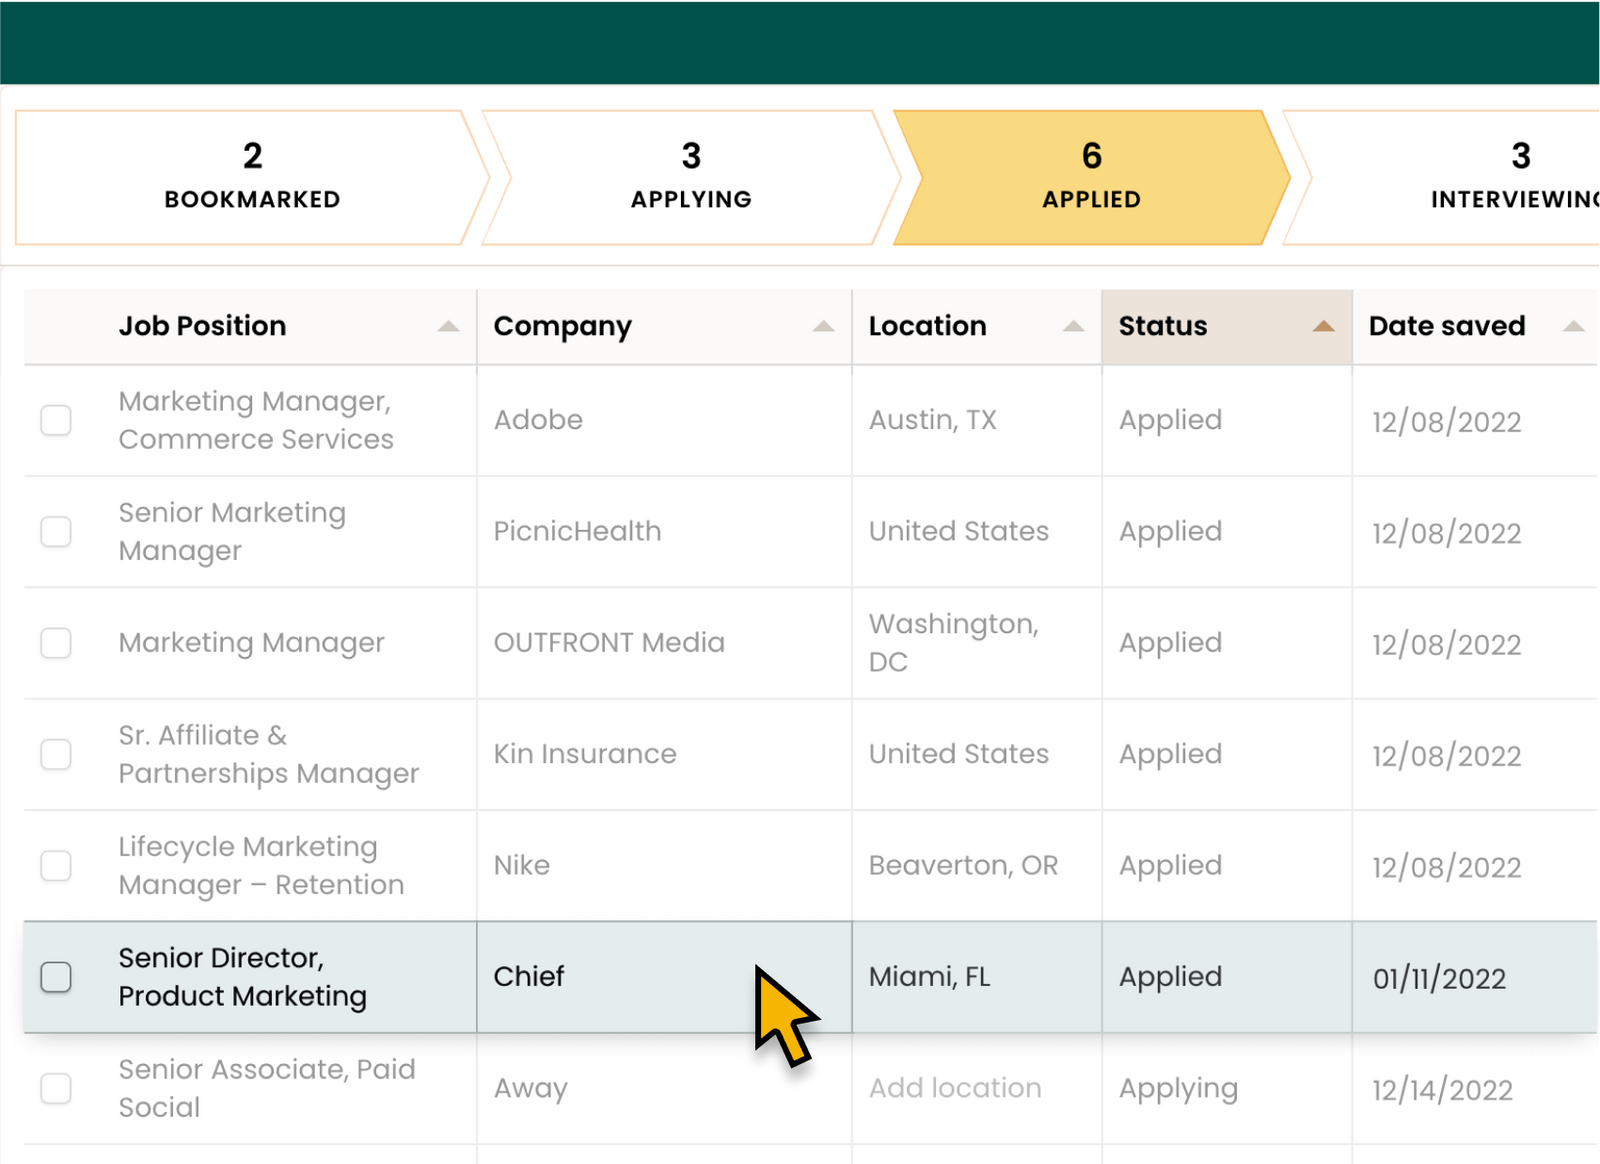 2
BOOKMARKED
3
APPLYING
6
APPLIED
3
INTERVIEWING
Job Position
Company
Location
Status
Date saved
Marketing Manager,
Commerce Services
Adobe
Austin, TX
Applied
12/08/2022
Senior Marketing
Manager
PicnicHealth
United States
Applied
12/08/2022
Marketing Manager
OUTFRONT Media
Washington,
DC
Applied
12/08/2022
Sr. Affiliate &
Partnerships Manager
Kin Insurance
United States
Applied
12/08/2022
Lifecycle Marketing
Manager – Retention
Nike
Beaverton, OR
Applied
12/08/2022
Senior Director,
Product Marketing
Chief
Miami, FL
Applied
01/11/2022
Senior Associate, Paid
Social
Away
Add location
Applying
12/14/2022